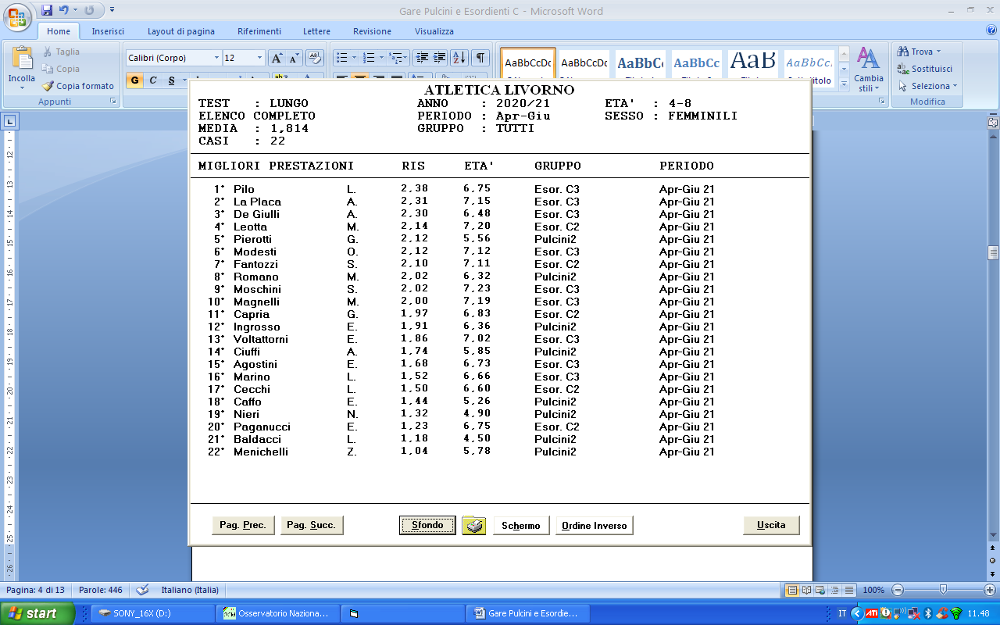 Gare Pulcini e Esordienti C - Microsoft Word
Home Inserisci Layout di pagina Riferimenti Lettere Revisione Visualizza
Incolla
Taglia
Copia
Copia formato
Appunti
Calibri (Corpo) 12
G C S
AaBbCcDc AaBbCcDc AaBbC AaBbCc AaB AaBbCc.
Cambia stili
Trova
Sostituisci
Seleziona
Modifica
ATLETICA LIVORNO
TEST : LUNGO ANNO : 2020/21 ETA' : 4-8
ELENCO COMPLETO PERIODO : Apr-Giu SESSO : FEMMINILI
MEDIA : 1,814 GRUPPO : TUTTI
CASI : 22
MIGLIORI PRESTAZIONI RIS ETA' GRUPPO PERIODO
1° Pilo L. 2,38 6,75 Esor. C3 Apr-Giu 21
2° La Placa A. 2,31 7,15 Esor. C3 Apr-Giu 21
3° De Giulli A. 2,30 6,48 Esor. C3 Apr-Giu 21
4° Leotta M. 2,14 7,20 Esor. C2 Apr-Giu 21
5° Pierotti G. 2,12 5,56 Pulcini2 Apr-Giu 21
6° Modesti O. 2,12 7,12 Esor. C3 Apr-Giu 21
7° Fantozzi S. 2,10 7,11 Esor. C2 Apr-Giu 21
8° Romano M. 2,02 6,32 Pulcini2 Apr-Giu 21
9° Moschini S. 2,02 7,23 Esor. C3 Apr-Giu 21
10° Magnelli M. 2,00 7,19 Esor. C3 Apr-Giu 21
11° Capria G. 1,97 6,83 Esor. C2 Apr-Giu 21
12° Ingrosso E. 1,91 6,36 Pulcini2 Apr-Giu 21
13° Voltattorni E. 1,86 7,02 Esor. C3 Apr-Giu 21
14° Ciuffi A. 1,74 5,85 Pulcini2 Apr-Giu 21
15° Agostini E. 1,68 6,73 Esor. C3 Apr-Giu 21
16° Marino L. 1,52 6,66 Esor. C3 Apr-Giu 21
17° Cecchi L. 1,50 6,60 Esor. C2 Apr-Giu 21
18° Caffo E. 1,44 5,26 Pulcini2 Apr-Giu 21
19° Nieri N. 1,32 4,90 Pulcini2 Apr-Giu 21
20° Paganucci E. 1,23 6,75 Esor. C2 Apr-Giu 21
21° Baldacci L. 1,18 4,50 Pulcini2 Apr-Giu 21
22° Menichelli Z. 1,04 5,78 Pulcini2 Apr-Giu 21
Pag. Prec. Pag. Succ. Sfondo Schermo Ordine Inverso Uscita
Pagina: 4 di 13 Parole: 446 Italiano (Italia) 100%
start SONY_16X (D:) Osservatorio Naziona... Gare Pulcini e Esordie... IT 11.48